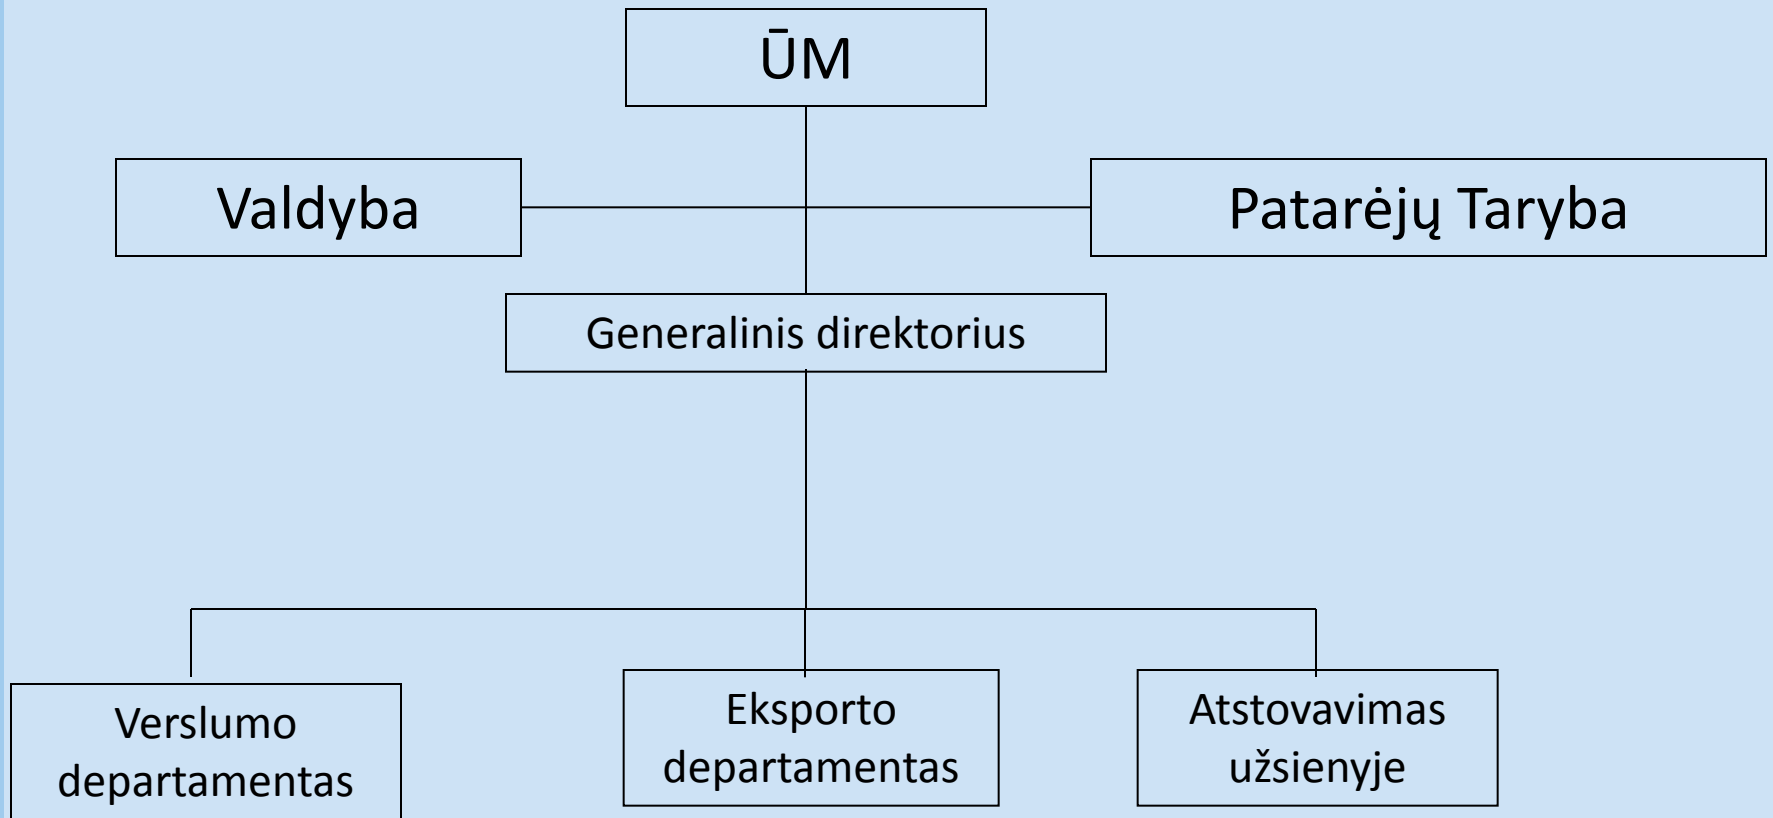 ŪM
Valdyba
Patarėjų Taryba
Generalinis direktorius
Verslumo
departamentas
Eksporto
departamentas
Atstovavimas
užsienyje